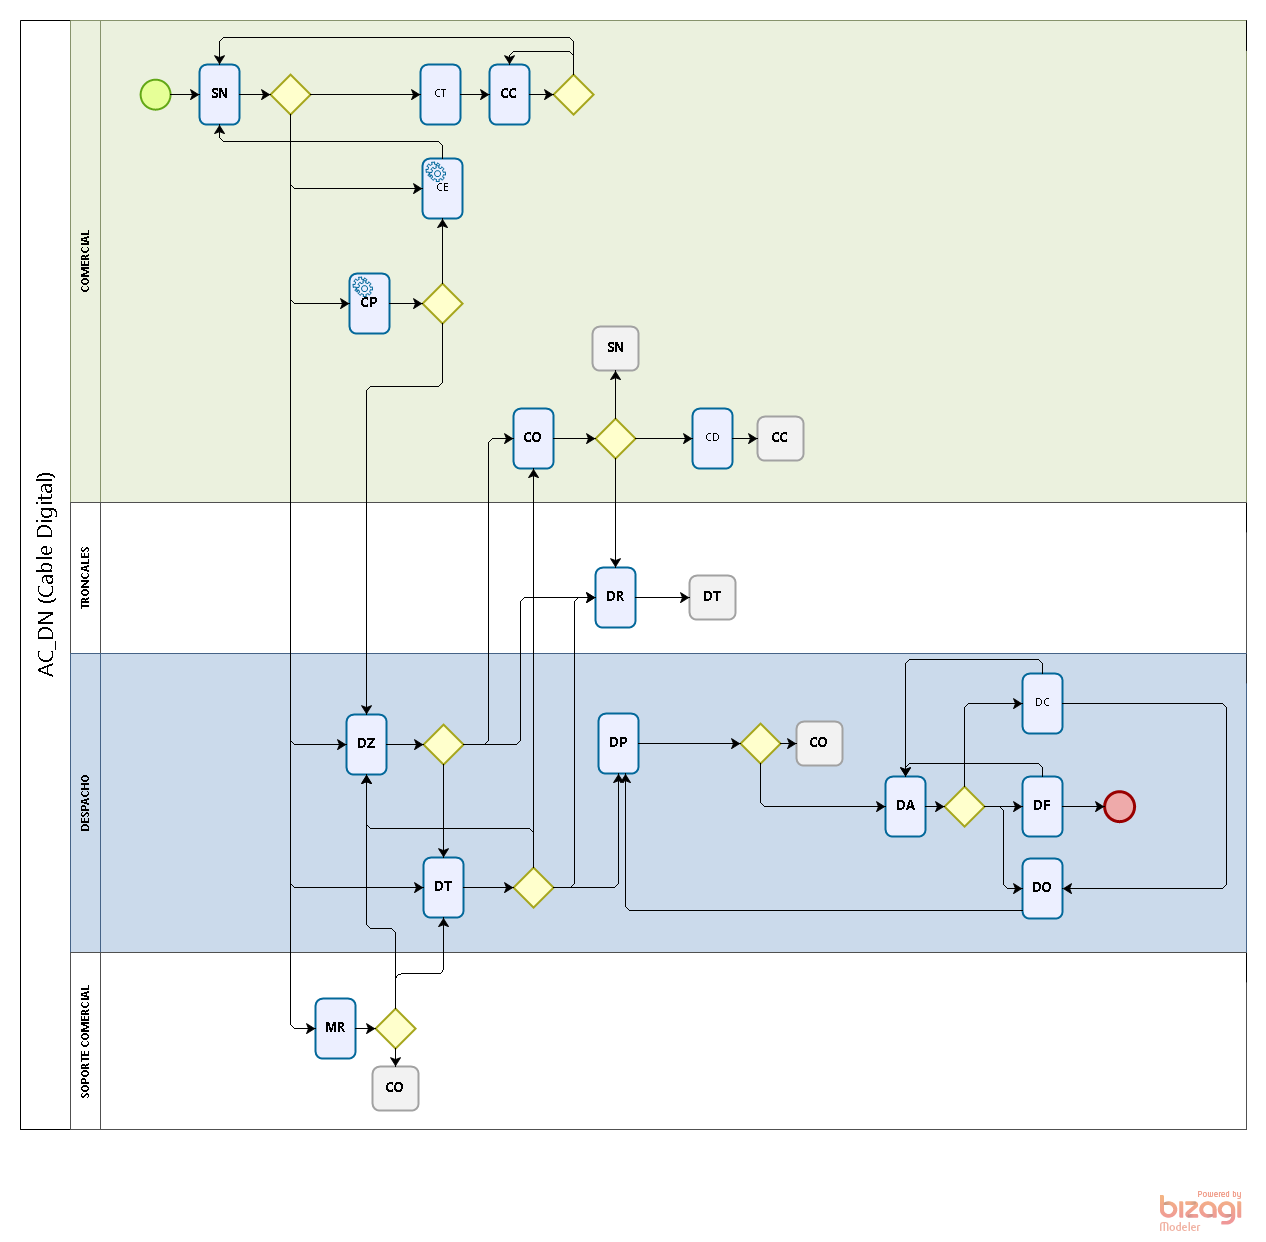 AC_DN (Cable Digital)
COMERCIAL
SN
CT
CC
CE
CP
SN
CO
CD
CC
TRONCALES
DR
DT
DESPACHO
DZ
DP
CO
DC
DA
DF
DT
DO
SOPORTE COMERCIAL
MR
CO
Powered by
bizagi
Modeler